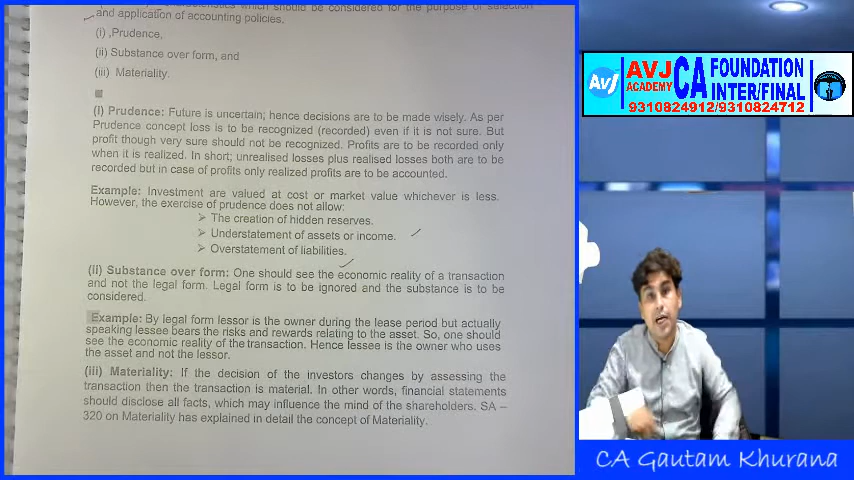 characteristics which should be considered for the purpose of selection
and application of accounting policies.
(i) Prudence,
(ii) Substance over form, and
(iii) Materiality.
(i) Prudence: Future is uncertain; hence decisions are to be made wisely. As per
Prudence concept loss is to be recognized (recorded) even if it is not sure. But
profit though very sure should not be recognized. Profits are to be recorded only
when it is realized. In short; unrealised losses plus realised losses both are to be
recorded but in case of profits only realized profits are to be accounted.
Example: Investment are valued at cost or market value whichever is less.
However, the exercise of prudence does not allow:
➢ The creation of hidden reserves.
➢ Understatement of assets or income.
➢ Overstatement of liabilities.
(ii) Substance over form: One should see the economic reality of a transaction
and not the legal form. Legal form is to be ignored and the substance is to be
considered.
Example: By legal form lessor is the owner during the lease period but actually
speaking lessee bears the risks and rewards relating to the asset. So, one should
see the economic reality of the transaction. Hence lessee is the owner who uses
the asset and not the lessor.
(iii) Materiality: If the decision of the investors changes by assessing the
transaction then the transaction is material. In other words, financial statements
should disclose all facts, which may influence the mind of the shareholders. SA –
320 on Materiality has explained in detail the concept of Materiality.
AVJ
AVJ
ACADEMY
CA
FOUNDATION
INTER/FINAL
9310824912/9310824712
CA Gautam Khurana